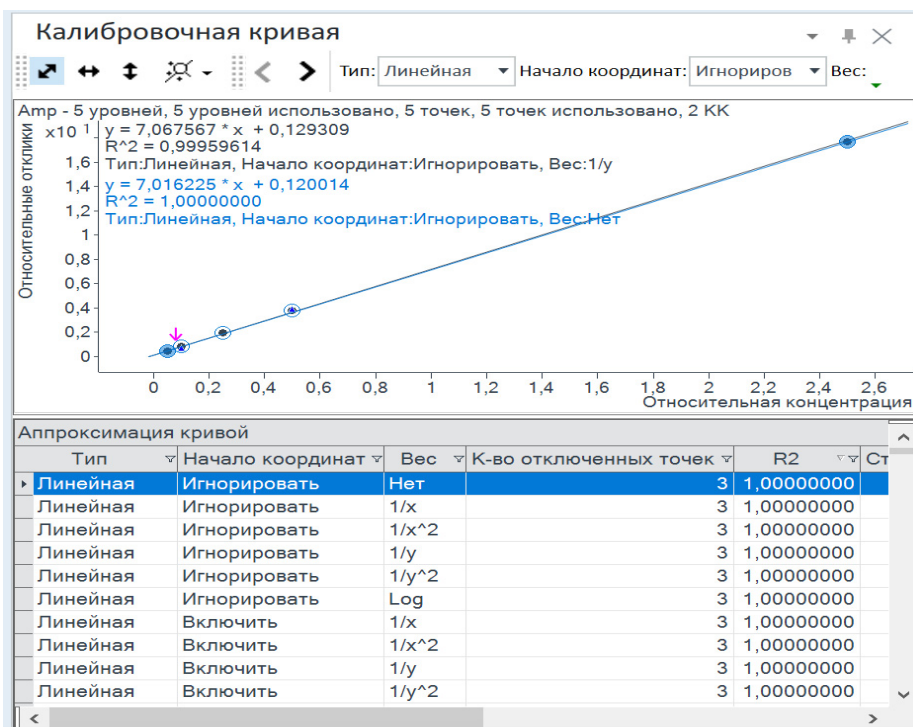 Калибровочная кривая
Тип: Линейная Начало координат: Игнориров Вес:
Amp - 5 уровней, 5 уровней использовано, 5 точек, 5 точек использовано, 2 KK
x10 1
y = 7,067567 * x + 0,129309
R^2 = 0,99959614
Тип:Линейная, Начало координат:Игнорировать, Вес:1/y
y = 7,016225 * x + 0,120014
R^2 = 1,00000000
Тип:Линейная, Начало координат:Игнорировать, Вес:Нет
Относительные отклики
1,6
1,4
1,2
1
0,8
0,6
0,4
0,2
0
0 0,2 0,4 0,6 0,8 1 1,2 1,4 1,6 1,8 2 2,2 2,4 2,6
Относительная концентрация
Аппроксимация кривой
Тип Начало координат Вес К-во отключенных точек R2 Ст
Линейная Игнорировать Нет 3 1,00000000
Линейная Игнорировать 1/x 3 1,00000000
Линейная Игнорировать 1/x^2 3 1,00000000
Линейная Игнорировать 1/y 3 1,00000000
Линейная Игнорировать 1/y^2 3 1,00000000
Линейная Игнорировать Log 3 1,00000000
Линейная Включить 1/x 3 1,00000000
Линейная Включить 1/x^2 3 1,00000000
Линейная Включить 1/y 3 1,00000000
Линейная Включить 1/y^2 3 1,00000000